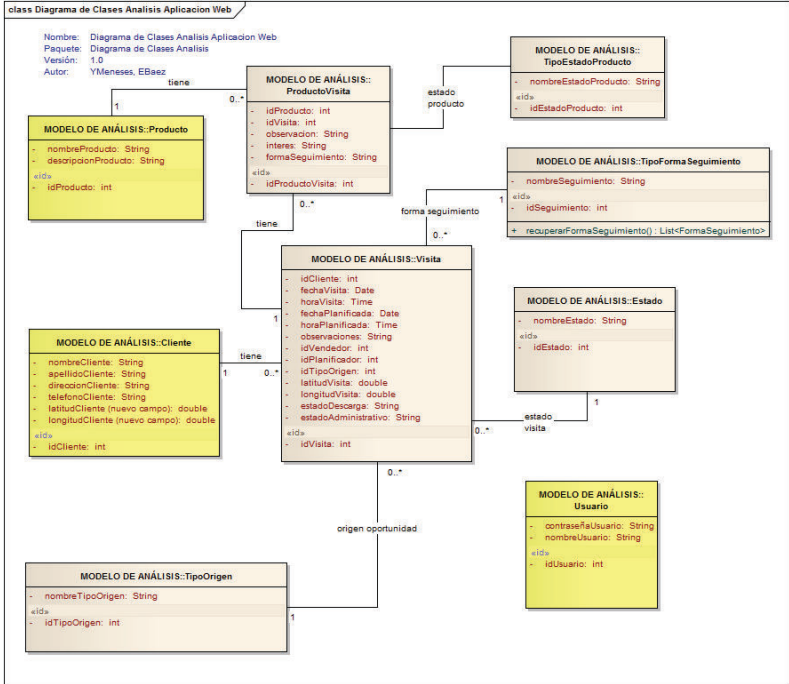 class Diagrama de Clases Analisis Aplicacion Web
Nombre: Diagrama de Clases Analisis Aplicacion Web
Paquete: Diagrama de Clases Analisis
Versión: 1.0
Autor: YMeneses, EBaez
MODELO DE ANÁLISIS::
TipoEstadoProducto
- nombreEstadoProducto: String
«id»
- idEstadoProducto: int
tiene
1
0..*
MODELO DE ANÁLISIS::
ProductoVisita
- idProducto: int
- idVisita: int
- observacion: String
- interes: String
- formaSeguimiento: String
«id»
- idProductoVisita: int
estado
producto
MODELO DE ANÁLISIS::Producto
- nombreProducto: String
- descripcionProducto: String
«id»
- idProducto: int
MODELO DE ANÁLISIS::TipoFormaSeguimiento
- nombreSeguimiento: String
«id»
- idSeguimiento: int
+ recuperarFormaSeguimiento() : List<FormaSeguimiento>
0..*
tiene
1
forma seguimiento
1
0..*
MODELO DE ANÁLISIS::Visita
- idCliente: int
- fechaVisita: Date
- horaVisita: Time
- fechaPlanificada: Date
- horaPlanificada: Time
- observaciones: String
- idVendedor: int
- idPlanificador: int
- idTipoOrigen: int
- latitudVisita: double
- longitudVisita: double
- estadoDescarga: String
- estadoAdministrativo: String
«id»
- idVisita: int
MODELO DE ANÁLISIS::Estado
- nombreEstado: String
«id»
- idEstado: int
MODELO DE ANÁLISIS::Cliente
- nombreCliente: String
- apellidoCliente: String
- direccionCliente: String
- telefonoCliente: String
- latitudCliente (nuevo campo): double
- longitudCliente (nuevo campo): double
«id»
- idCliente: int
tiene
1
0..*
1
estado
visita
0..*
0..*
origen oportunidad
1
MODELO DE ANÁLISIS::
Usuario
- contraseñaUsuario: String
- nombreUsuario: String
«id»
- idUsuario: int
MODELO DE ANÁLISIS::TipoOrigen
- nombreTipoOrigen: String
«id»
- idTipoOrigen: int